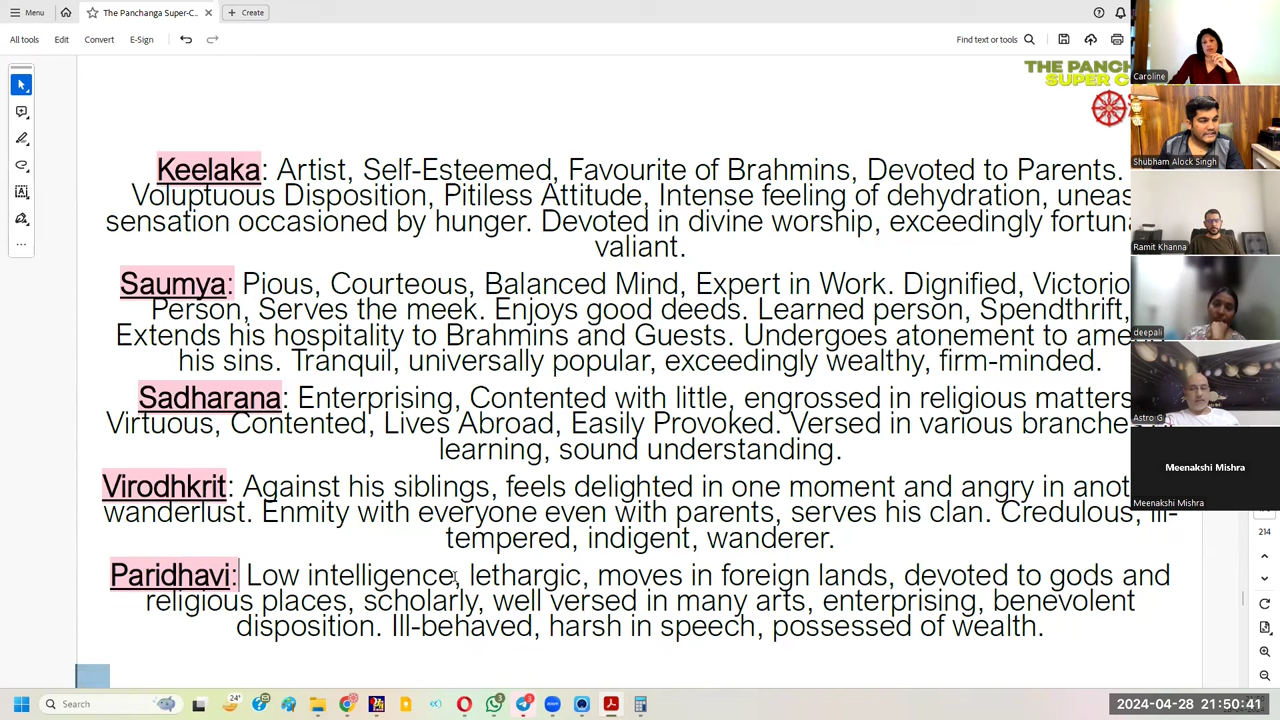 Menu
The Panchanga Super-C...
Create
All tools
Edit
Convert
E-Sign
Find text or tools
THE PANCH
SUPER C
Keelaka: Artist, Self-Esteemed, Favourite of Brahmins, Devoted to Parents.
Voluptuous Disposition, Pitiless Attitude, Intense feeling of dehydration, uneas
sensation occasioned by hunger. Devoted in divine worship, exceedingly fortuna
valiant.
Saumya: Pious, Courteous, Balanced Mind, Expert in Work. Dignified, Victorio
Person, Serves the meek. Enjoys good deeds. Learned person, Spendthrift,
Extends his hospitality to Brahmins and Guests. Undergoes atonement to ame
his sins. Tranquil, universally popular, exceedingly wealthy, firm-minded.
Sadharana: Enterprising, Contented with little, engrossed in religious matters
Virtuous, Contented, Lives Abroad, Easily Provoked. Versed in various branche
learning, sound understanding.
Virodhkrit: Against his siblings, feels delighted in one moment and angry in anot
wanderlust. Enmity with everyone even with parents, serves his clan. Credulous, ill-
tempered, indigent, wanderer.
Paridhavi: Low intelligence, lethargic, moves in foreign lands, devoted to gods and
religious places, scholarly, well versed in many arts, enterprising, benevolent
disposition. Ill-behaved, harsh in speech, possessed of wealth.
Caroline
Shubham Alock Singh
Ramit Khanna
deepali
Astro G
Meenakshi Mishra
Meenakshi Mishra
214
Search
24°
3
2024-04-28 21:50:41